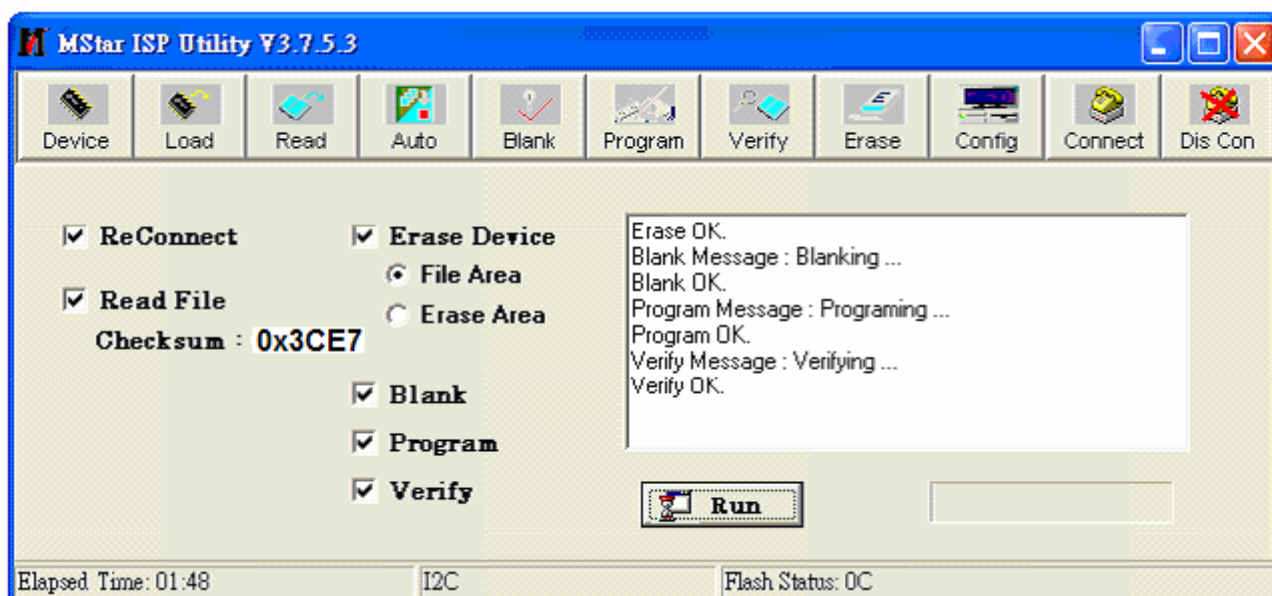 MStar ISP Utility V3.7.5.3
Device Load Read Auto Blank Program Verify Erase Config Connect Dis Con
ReConnect
Read File
Checksum : 0x3CE7
Erase Device
File Area
Erase Area
Blank
Program
Verify
Erase OK.
Blank Message : Blanking ...
Blank OK.
Program Message : Programing ...
Program OK.
Verify Message : Verifying ...
Verify OK.
Run
Elapsed Time: 01:48 I2C Flash Status: 0C